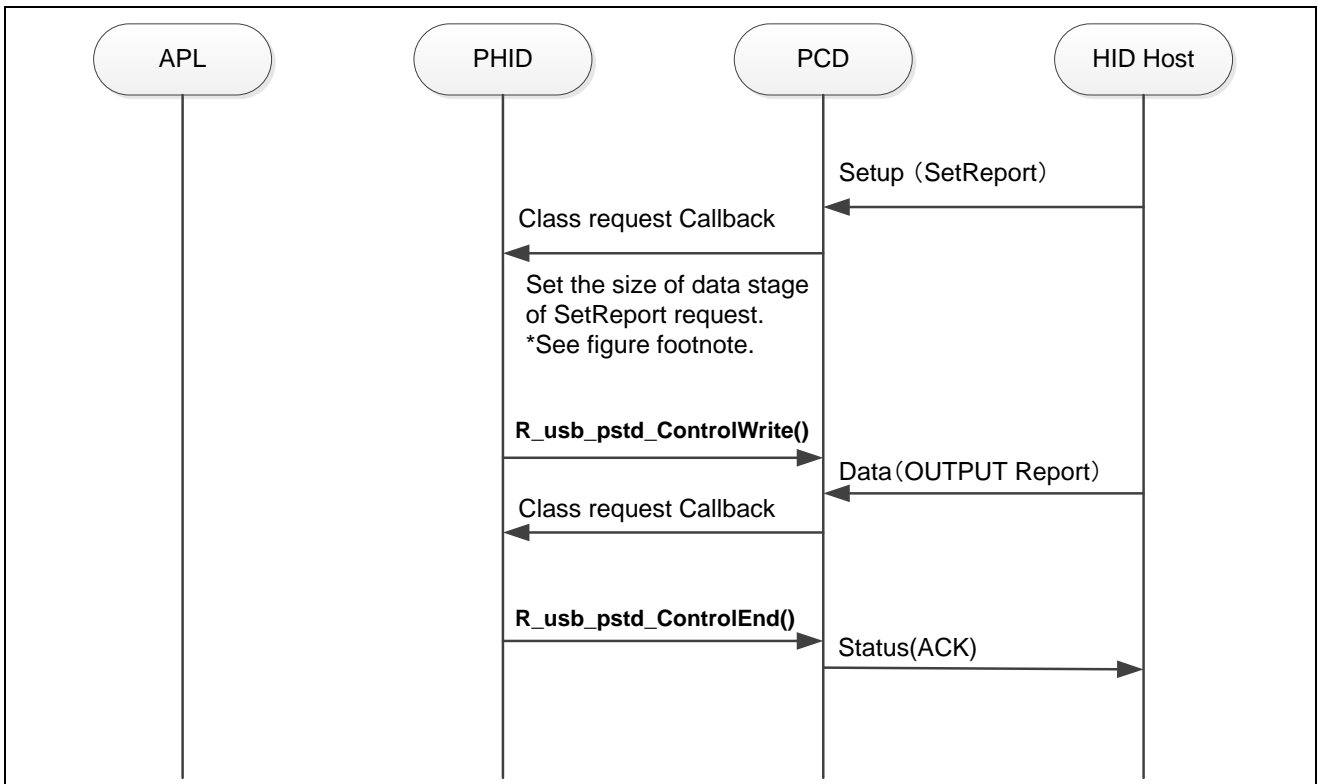 APL
PHID
PCD
HID Host
Setup（SetReport）
Class request Callback
Set the size of data stage
of SetReport request.
*See figure footnote.
R_usb_pstd_ControlWrite()
Data（OUTPUT Report）
Class request Callback
R_usb_pstd_ControlEnd()
Status(ACK)